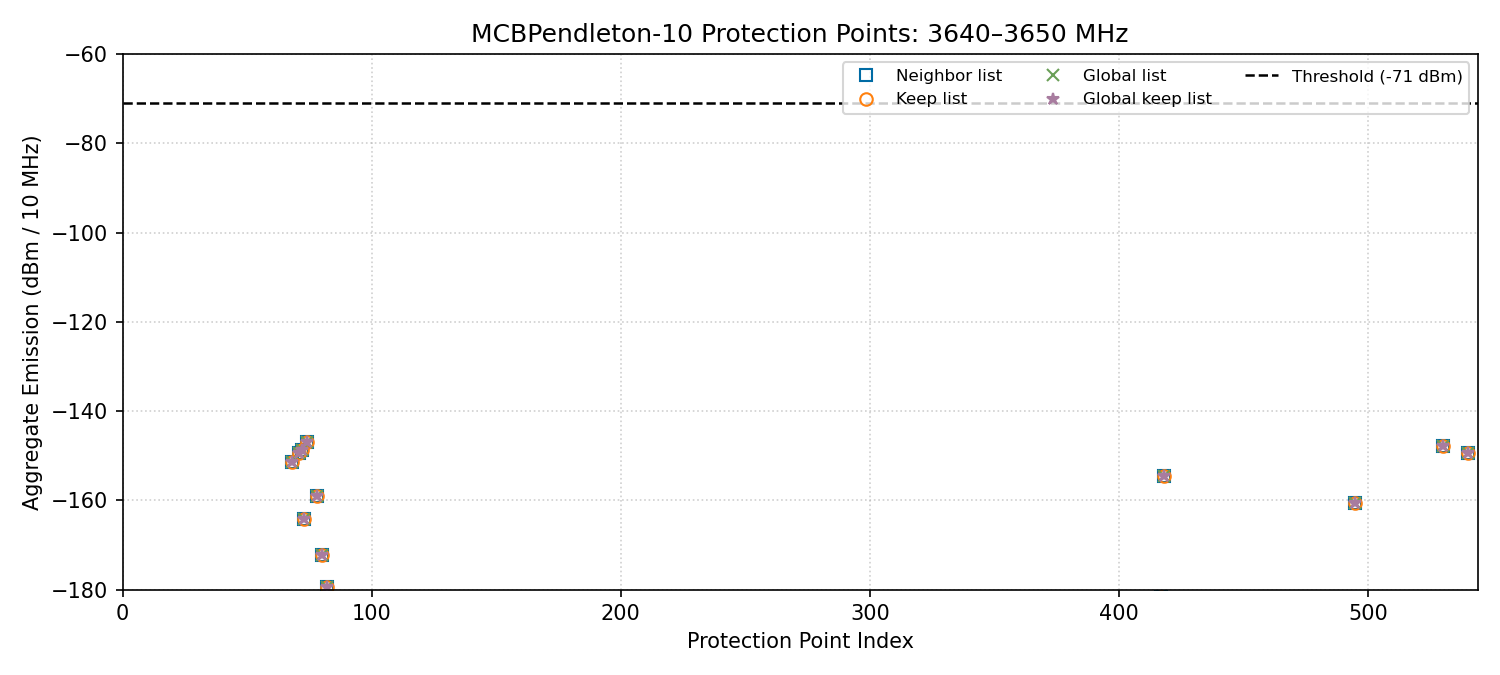 MCBPendleton-10 Protection Points: 3640–3650 MHz
Neighbor list
Keep list
Global list
Global keep list
Threshold (-71 dBm)
Aggregate Emission (dBm / 10 MHz)
−60
−80
−100
−120
−140
−160
−180
0 100 200 300 400 500
Protection Point Index